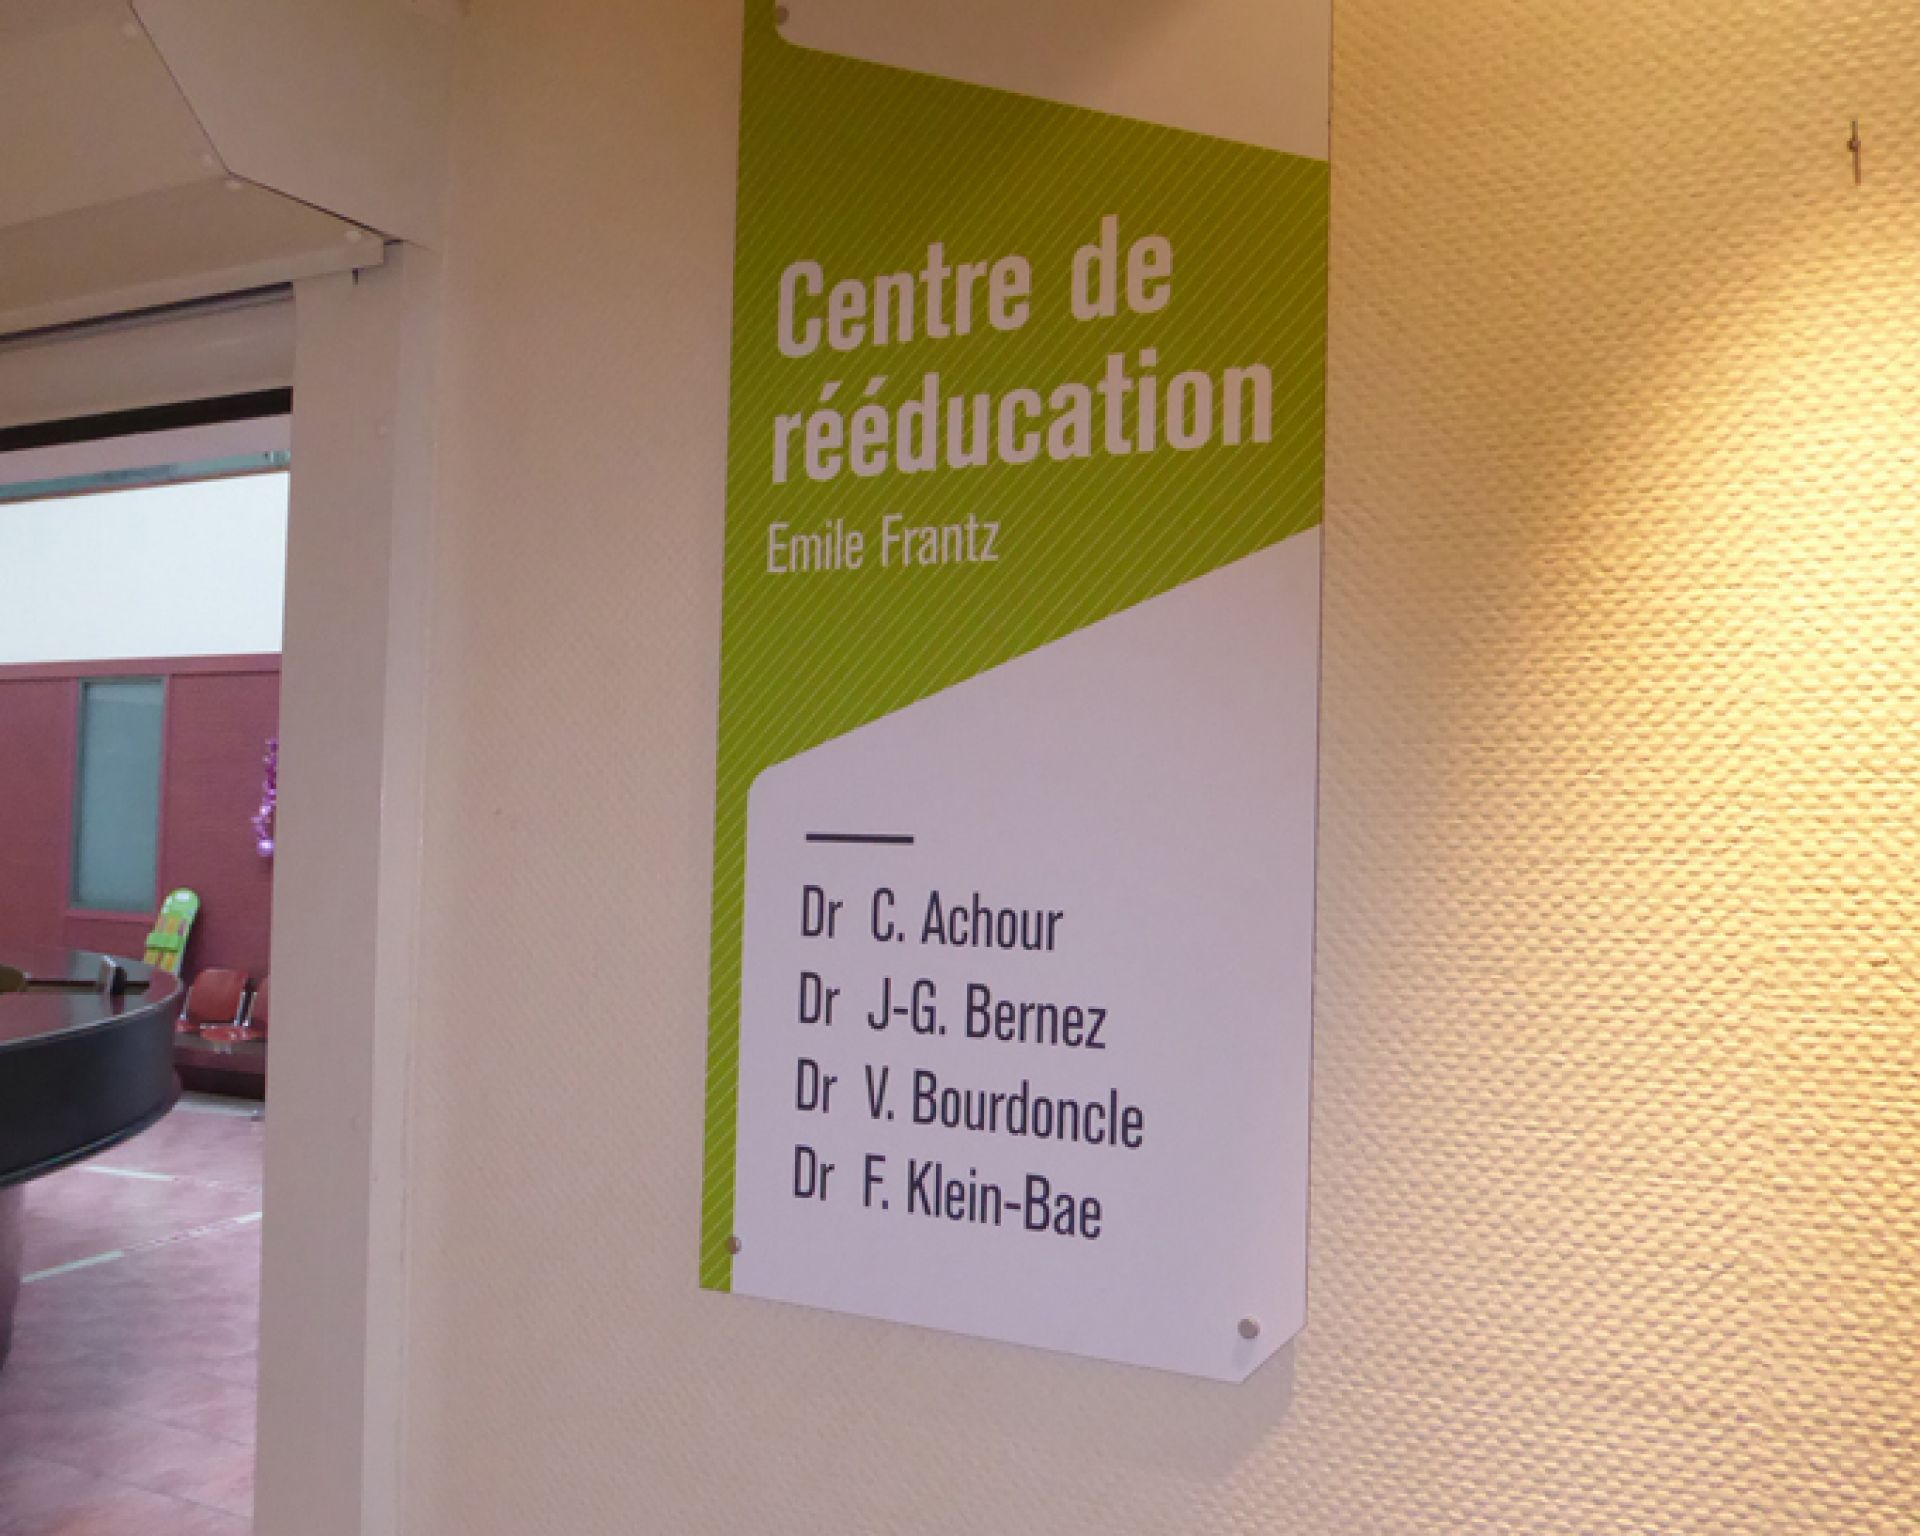 Centre de
rééducation
Emile Frantz
Dr C. Achour
Dr J-G. Bernez
Dr V. Bourdoncle
Dr F. Klein-Bae